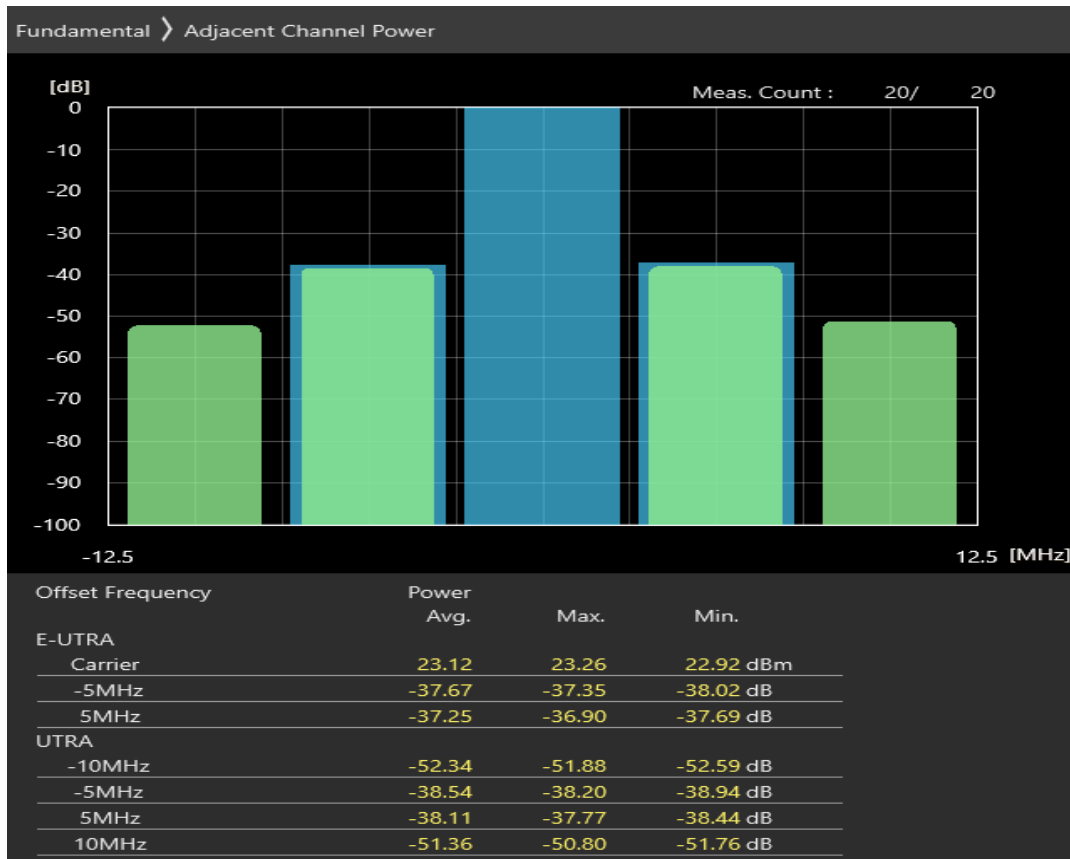 Fundamental 》 Adjacent Channel Power
[dB]
Meas. Count : 20/ 20
0
-10
-20
-30
-40
-50
-60
-70
-80
-90
-100
-12.5 12.5 [MHz]
Offset Frequency Power
Avg. Max. Min.
E-UTRA
Carrier 23.12 23.26 22.92 dBm
-5MHz -37.67 -37.35 -38.02 dB
5MHz -37.25 -36.90 -37.69 dB
UTRA
-10MHz -52.34 -51.88 -52.59 dB
-5MHz -38.54 -38.20 -38.94 dB
5MHz -38.11 -37.77 -38.44 dB
10MHz -51.36 -50.80 -51.76 dB